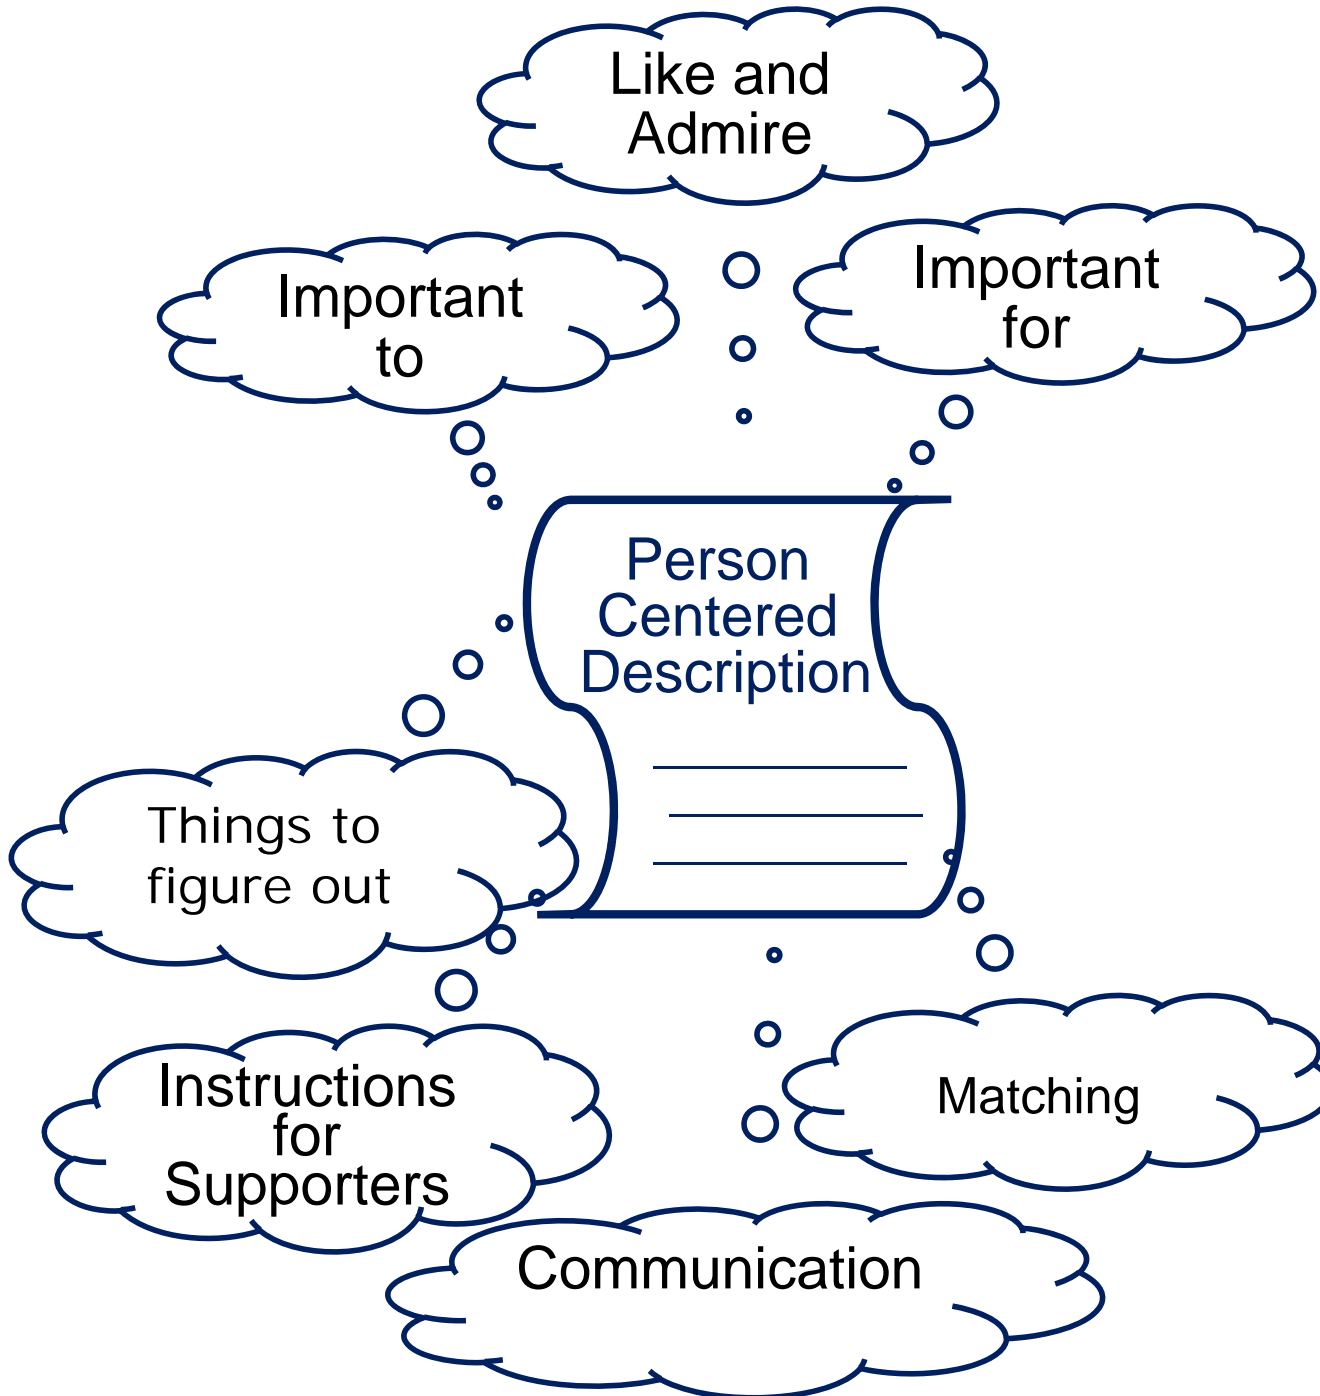 Like and
Admire
Important
to
Important
for
Person
Centered
Description
Things to
figure out
Instructions
for
Supporters
Matching
Communication